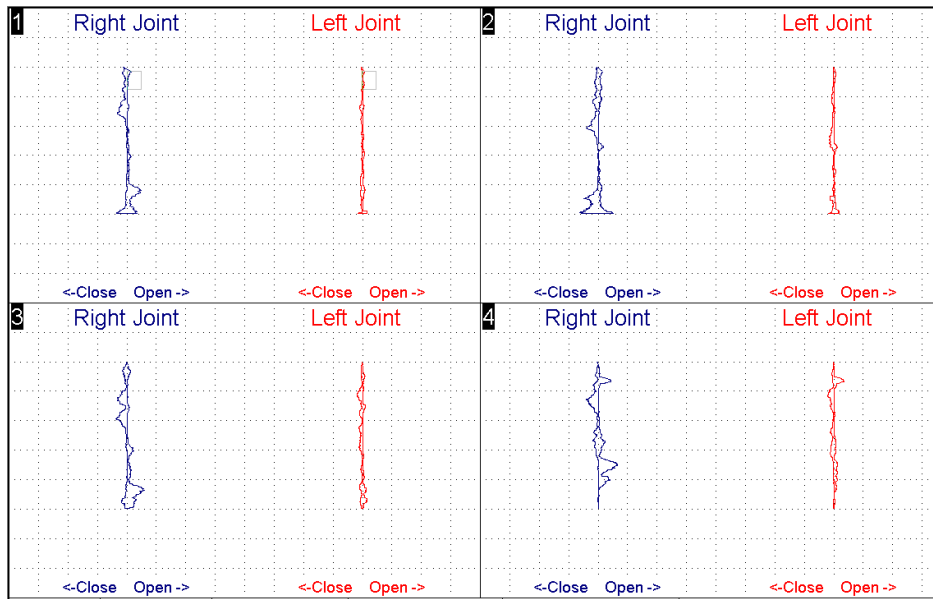 1 Right Joint Left Joint
<-Close Open-> <-Close Open->
2 Right Joint Left Joint
<-Close Open-> <-Close Open->
3 Right Joint Left Joint
<-Close Open-> <-Close Open->
4 Right Joint Left Joint
<-Close Open-> <-Close Open->